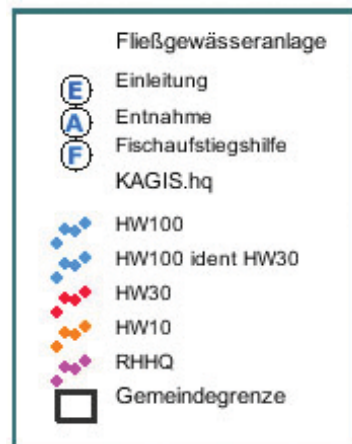 Fließgewässeranlage
E Einleitung
A Entnahme
F Fischaufstiegshilfe
KAGIS.hq
HW100
HW100 ident HW30
HW30
HW10
RHHQ
Gemeindegrenze